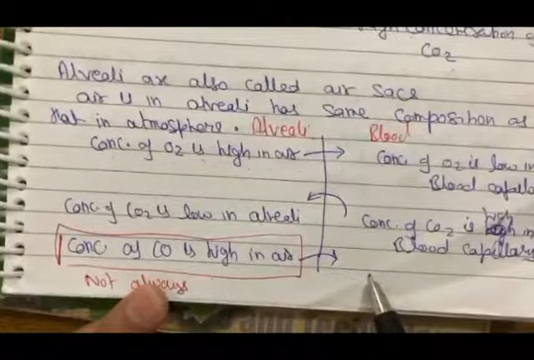 CO2
Alveoli are also called air sacs
air is in alveoli has same composition as
that in atmosphere. Alveoli Blood
Conc. of O2 is high in air
Conc of O2 is low in
Blood capilla
Conc of CO2 is low in alveoli
Conc. of CO2 is high in
Blood capillary
Conc of CO is high in air
Not always